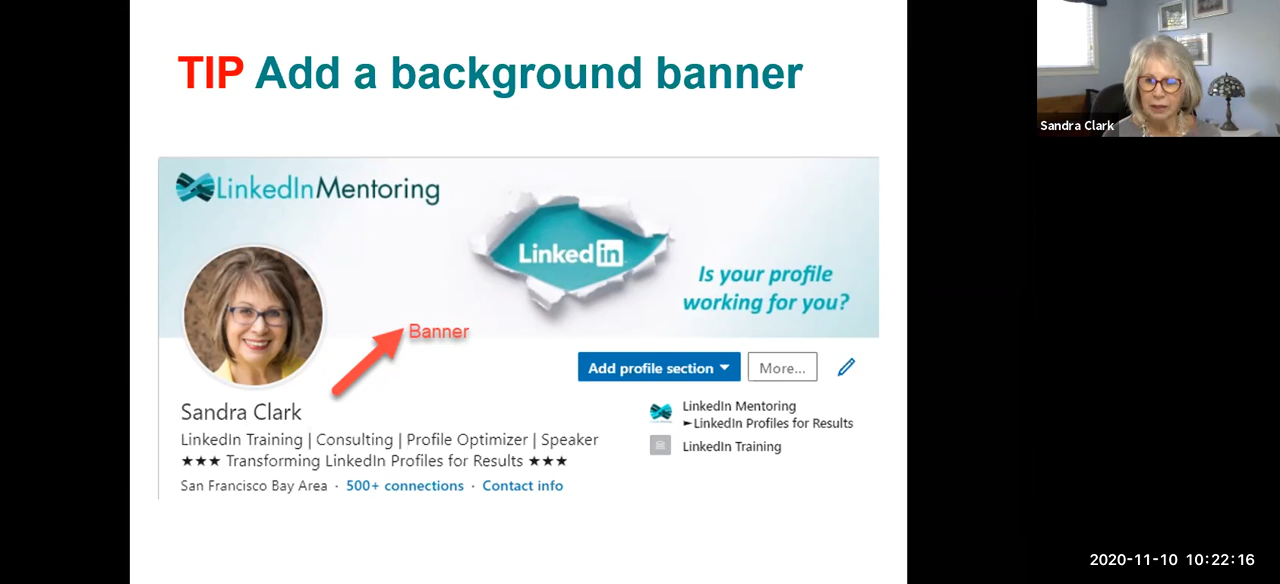 TIP Add a background banner
Sandra Clark
LinkedInMentoring
Linked in
Is your profile
working for you?
Banner
Add profile section
More...
Sandra Clark
LinkedIn Training | Consulting | Profile Optimizer | Speaker
★★★ Transforming LinkedIn Profiles for Results ★★★
San Francisco Bay Area · 500+ connections · Contact info
LinkedIn Mentoring
►LinkedIn Profiles for Results
LinkedIn Training
2020-11-10 10:22:16